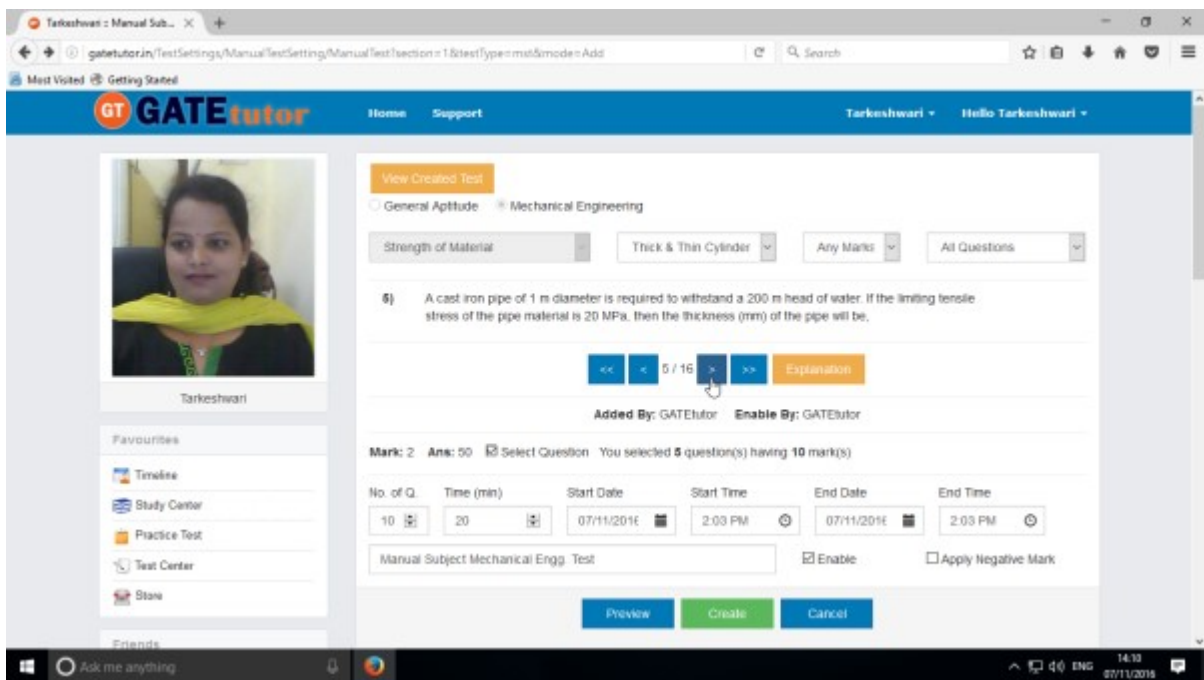 Tarkeshwari :: Manual Sub...
gatetutor.in/TestSettings/ManualTestSetting/ManualTest?section=1&testType=mst&mode=Add
Search
Most Visited Getting Started
GT GATEtutor Home Support Tarkeshwari Hello Tarkeshwari
View Created Test
General Aptitude Mechanical Engineering
Strength of Material Thick & Thin Cylinder Any Marks All Questions
5) A cast iron pipe of 1 m diameter is required to withstand a 200 m head of water. If the limiting tensile
stress of the pipe material is 20 MPa, then the thickness (mm) of the pipe will be,
<< < 5 / 16 > >> Explanation
Tarkeshwari
Added By: GATEtutor Enable By: GATEtutor
Favourites
Mark: 2 Ans: 50 Select Question You selected 5 question(s) having 10 mark(s)
Timeline
Study Center
Practice Test
Test Center
Store
Friends
No. of Q. Time (min) Start Date Start Time End Date End Time
10 20 07/11/2016 2:03 PM 07/11/2016 2:03 PM
Manual Subject Mechanical Engg. Test Enable Apply Negative Mark
Preview Create Cancel
Ask me anything
ENG
14:10
07/11/2016